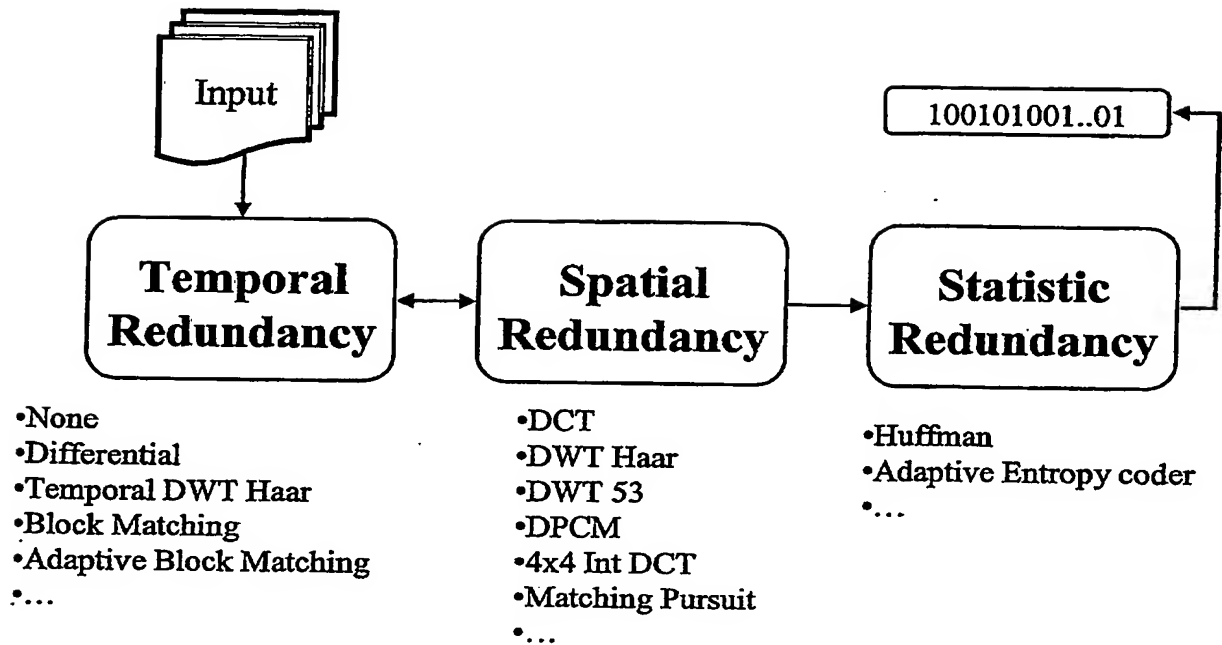 Input
100101001..01
Temporal
Redundancy
Spatial
Redundancy
Statistic
Redundancy
•None
•Differential
•Temporal DWT Haar
•Block Matching
•Adaptive Block Matching
•...
•DCT
•DWT Haar
•DWT 53
•DPCM
•4x4 Int DCT
•Matching Pursuit
•...
•Huffman
•Adaptive Entropy coder
•...